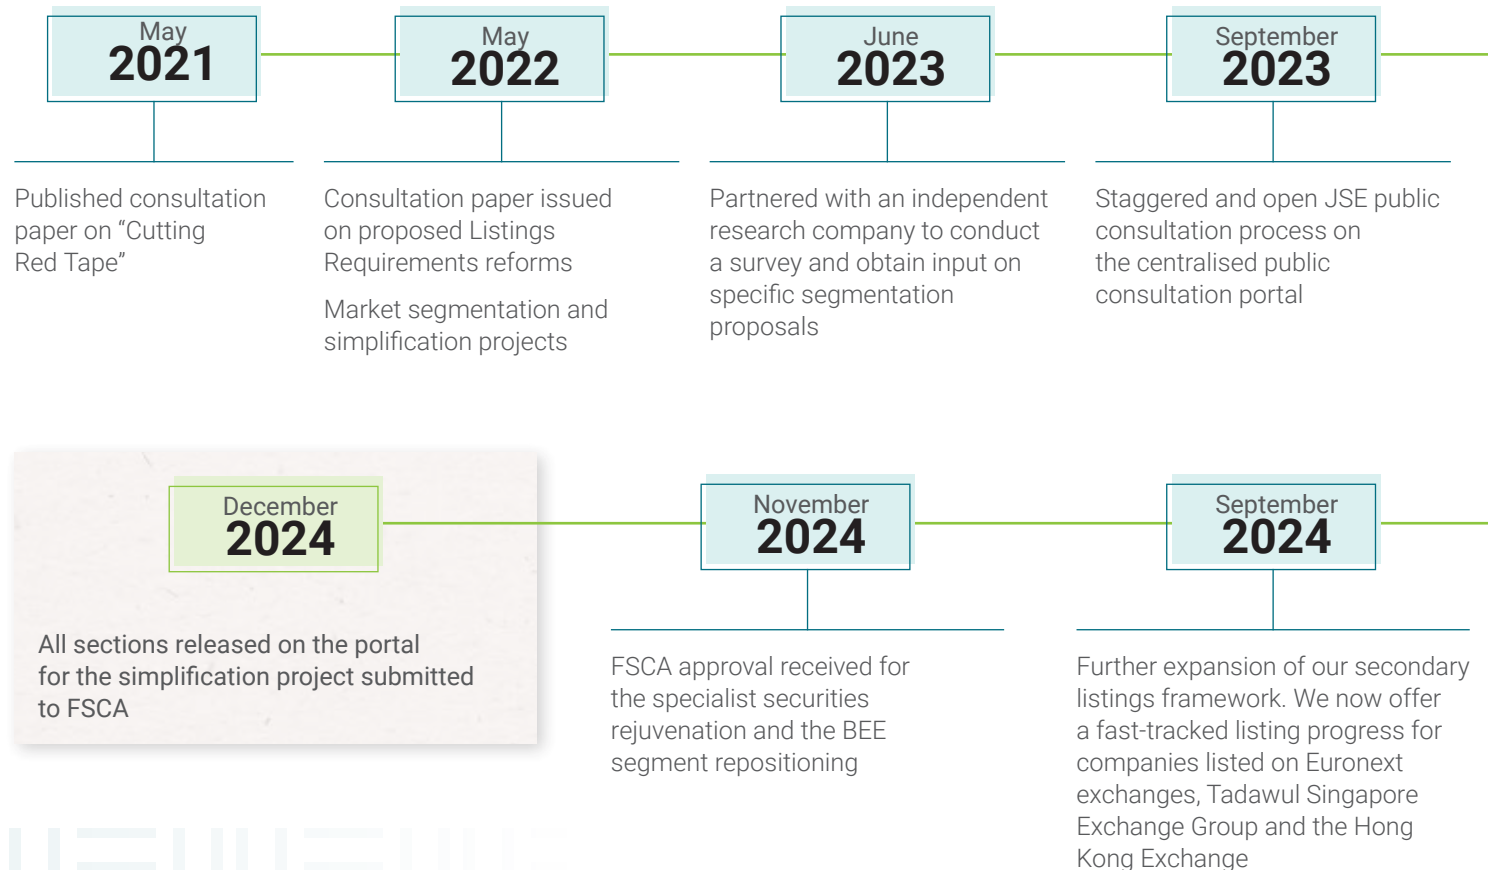 May
2021
Published consultation
paper on “Cutting
Red Tape”
May
2022
Consultation paper issued
on proposed Listings
Requirements reforms
Market segmentation and
simplification projects
June
2023
Partnered with an independent
research company to conduct
a survey and obtain input on
specific segmentation
proposals
September
2023
Staggered and open JSE public
consultation process on
the centralised public
consultation portal
December
2024
All sections released on the portal
for the simplification project submitted
to FSCA
November
2024
FSCA approval received for
the specialist securities
rejuvenation and the BEE
segment repositioning
September
2024
Further expansion of our secondary
listings framework. We now offer
a fast-tracked listing progress for
companies listed on Euronext
exchanges, Tadawul Singapore
Exchange Group and the Hong
Kong Exchange